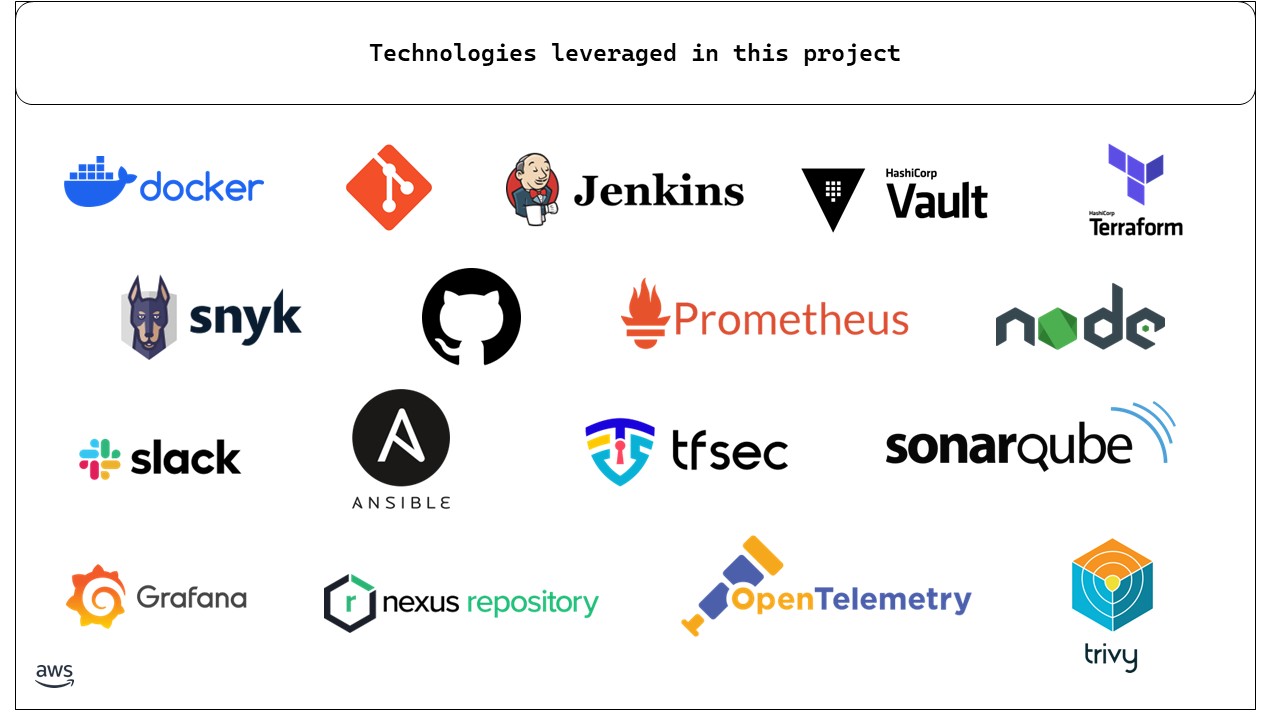 Technologies leveraged in this project
docker
Jenkins
HashiCorp
Vault
HashiCorp
Terraform
snyk
Prometheus
node
slack
ANSIBLE
tfsec
sonarqube
Grafana
r nexus repository
OpenTelemetry
trivy
aws